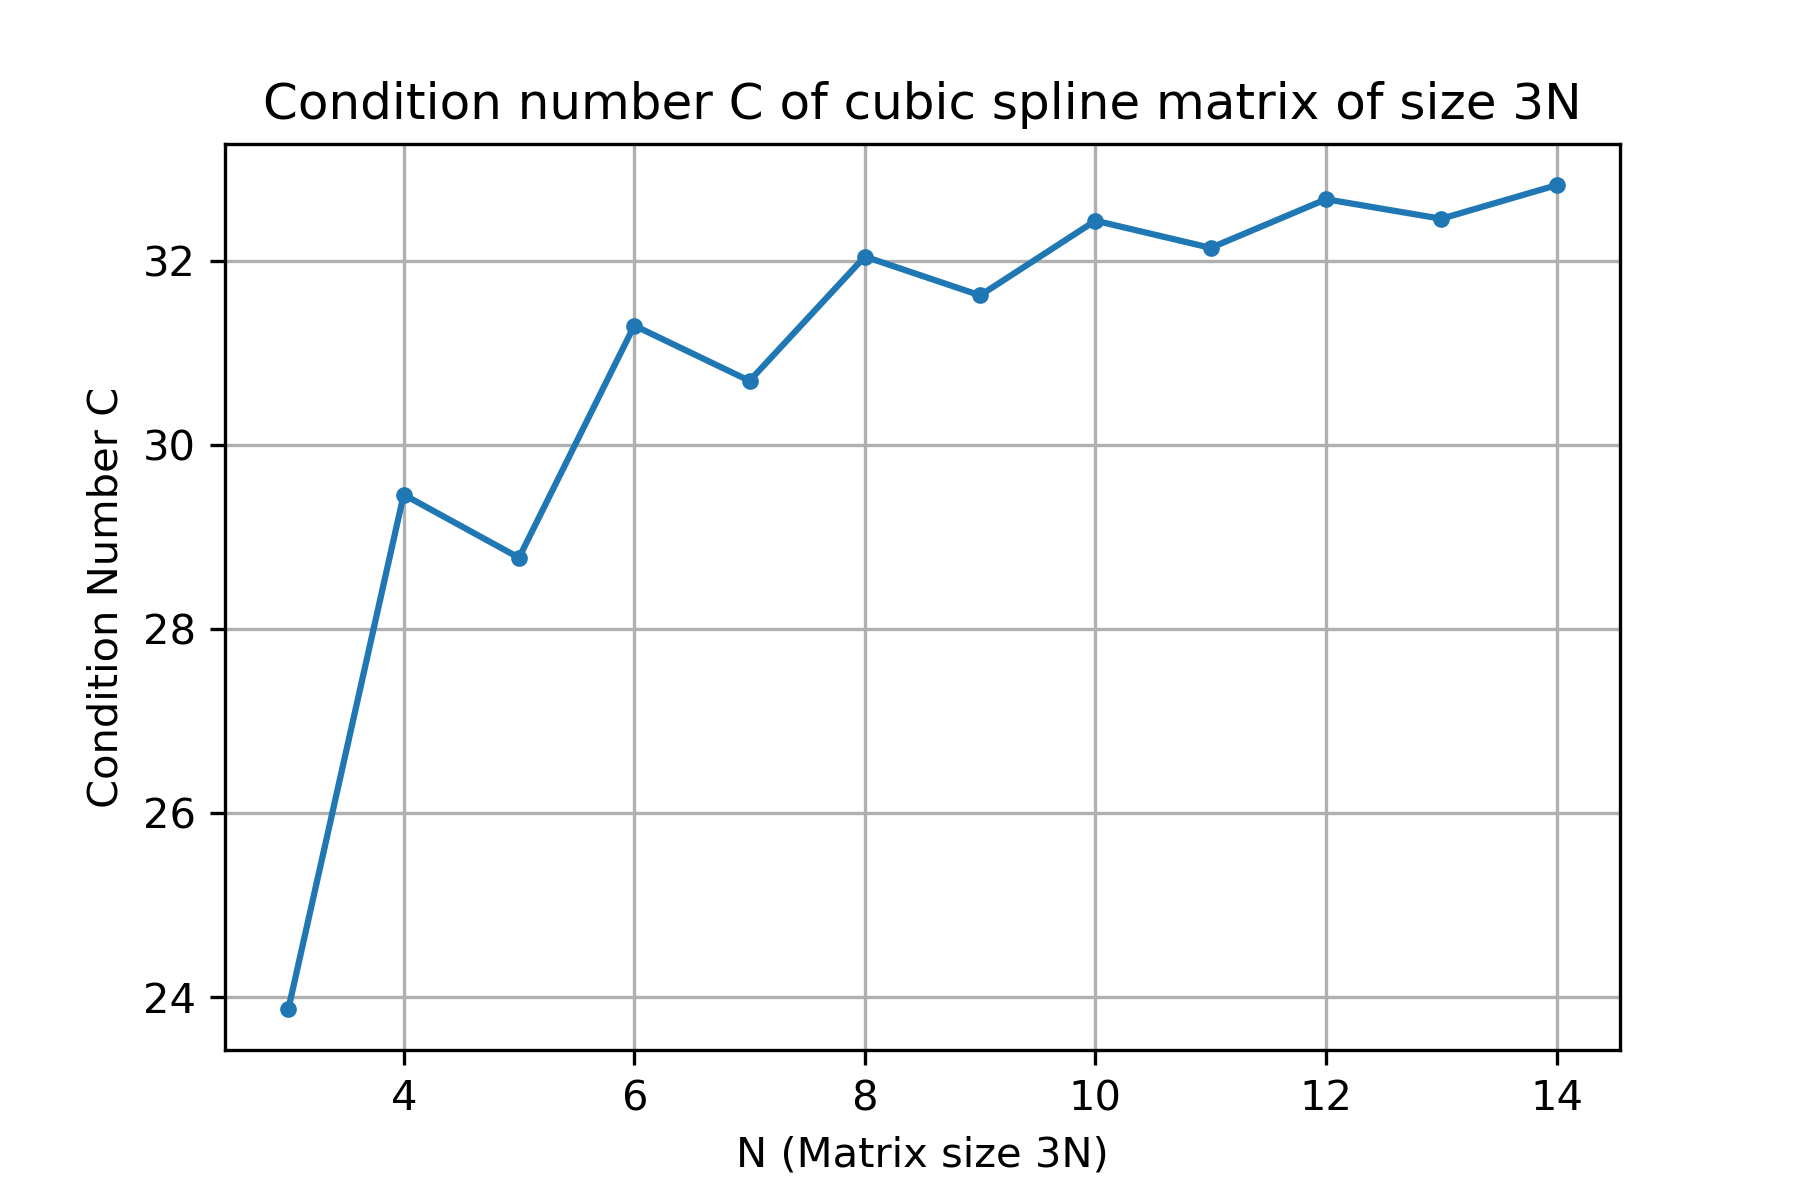 Condition number C of cubic spline matrix of size 3N
Condition Number C
32
30
28
26
24
4 6 8 10 12 14
N (Matrix size 3N)